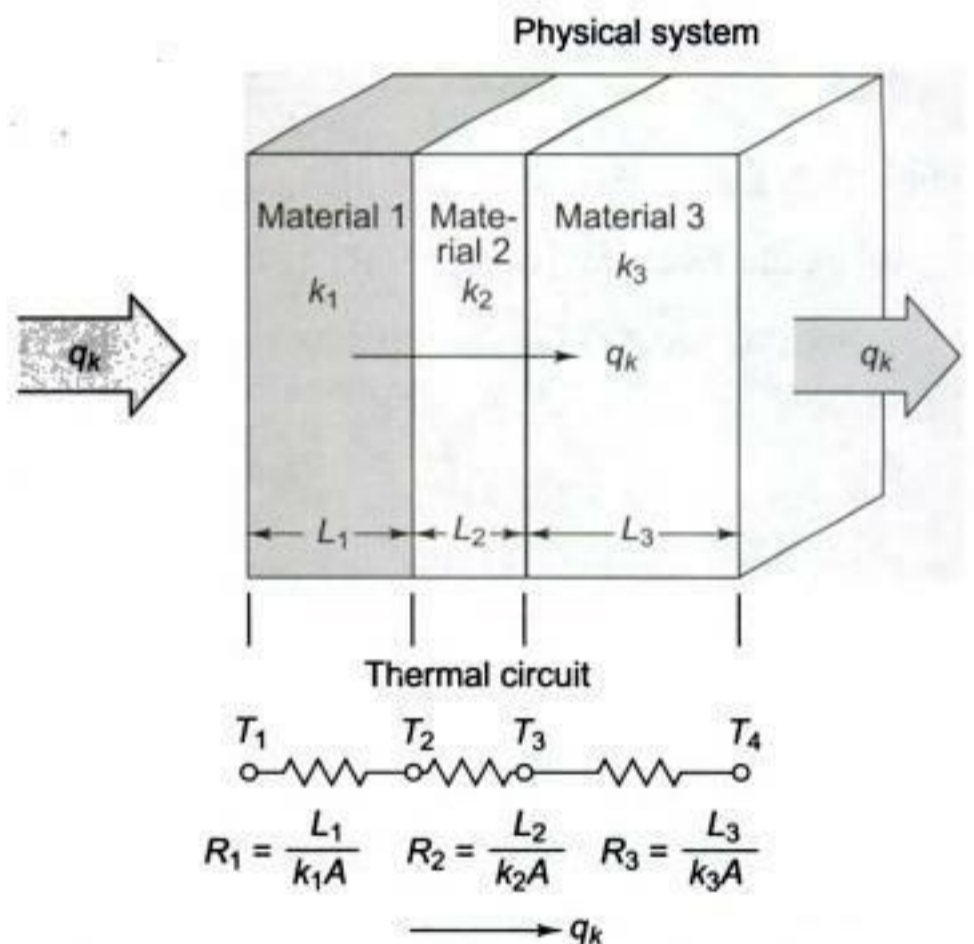 Physical system
Material 1
Mate-
rial 2
Material 3
k₁
k₂
k₃
qₖ
qₖ
qₖ
L₁
L₂
L₃
Thermal circuit
T₁ T₂ T₃ T₄
R₁ = L₁/k₁A R₂ = L₂/k₂A R₃ = L₃/k₃A
qₖ